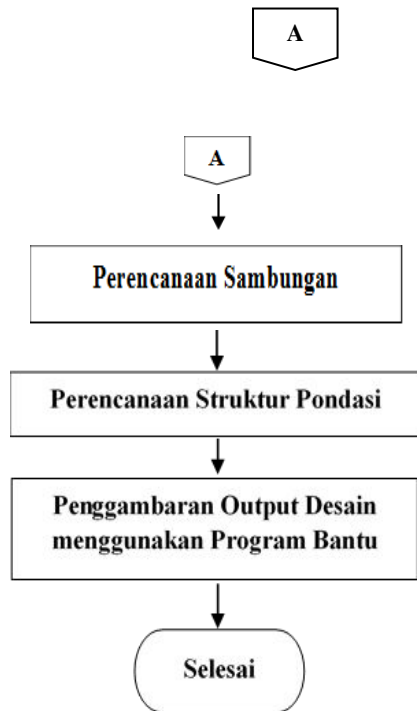 A
A
Perencanaan Sambungan
Perencanaan Struktur Pondasi
Penggambaran Output Desain
menggunakan Program Bantu
Selesai